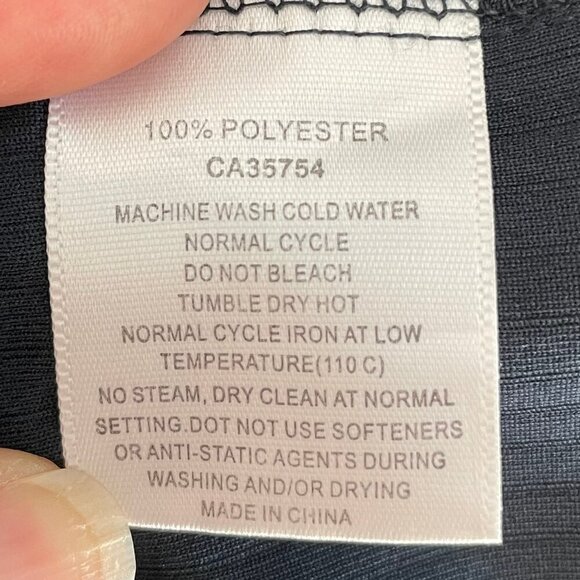 100% POLYESTER
CA35754
MACHINE WASH COLD WATER
NORMAL CYCLE
DO NOT BLEACH
TUMBLE DRY HOT
NORMAL CYCLE IRON AT LOW
TEMPERATURE(110 C)
NO STEAM, DRY CLEAN AT NORMAL
SETTING.DOT NOT USE SOFTENERS
OR ANTI-STATIC AGENTS DURING
WASHING AND/OR DRYING
MADE IN CHINA